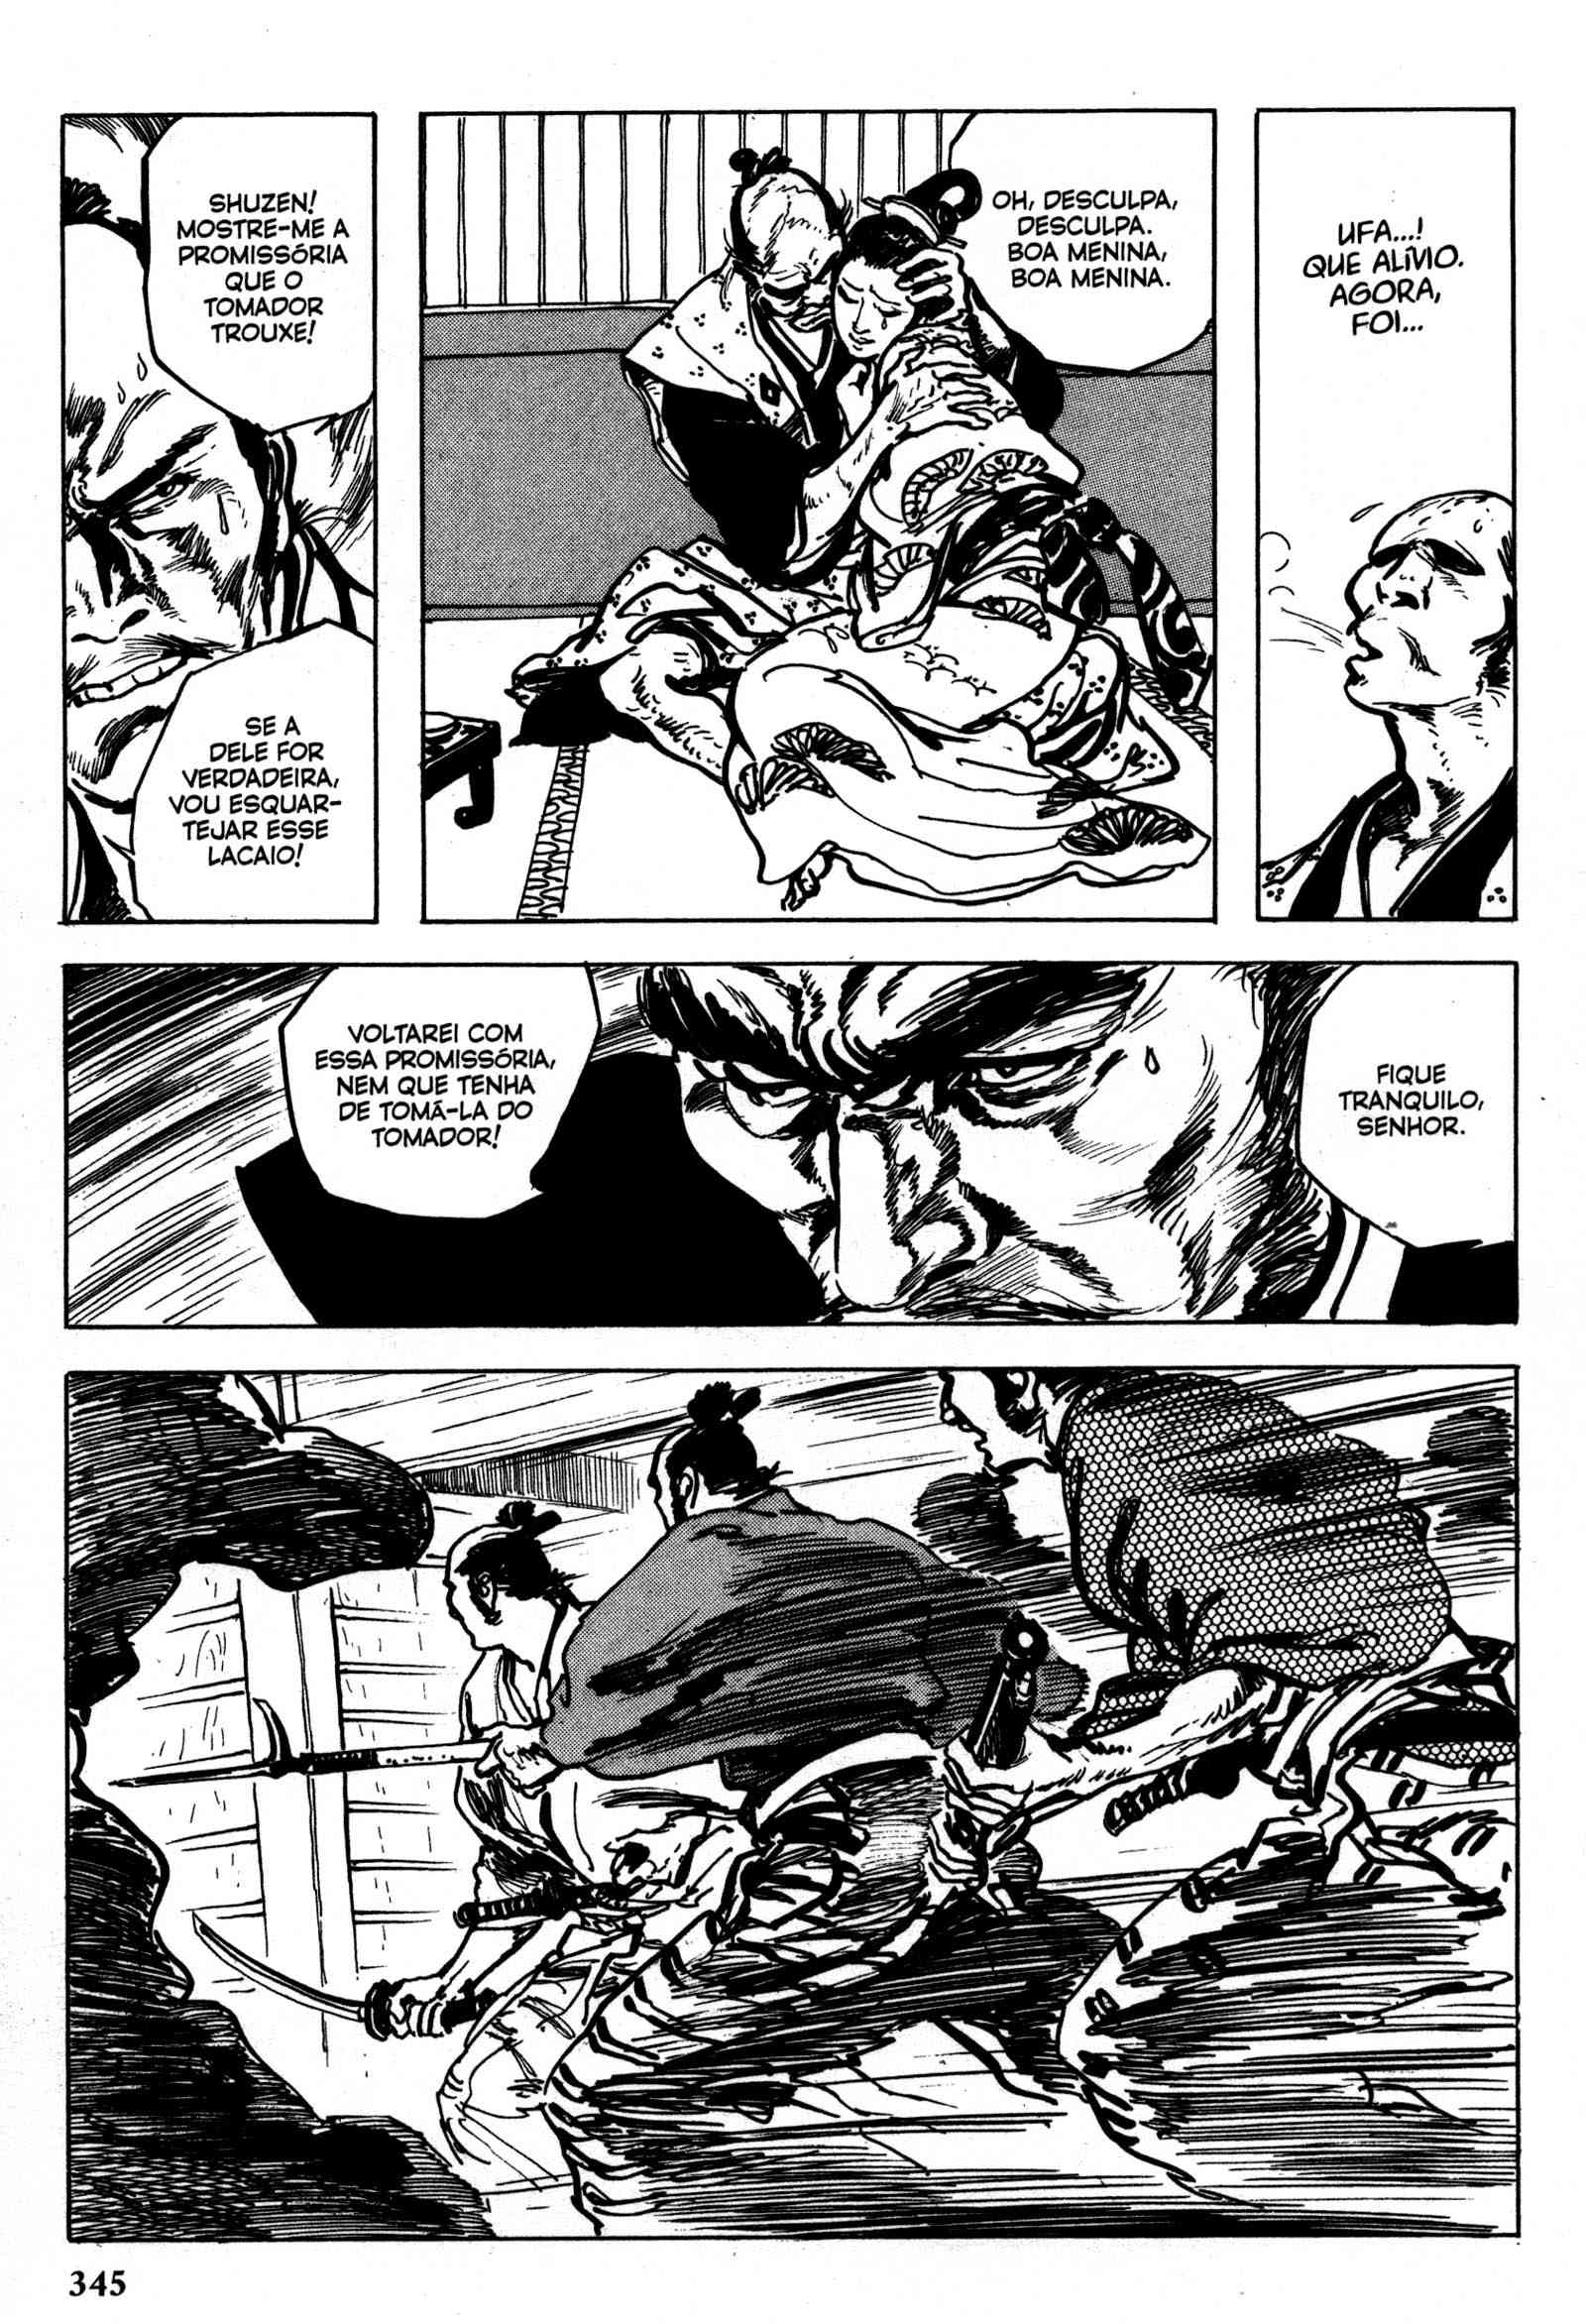 UFA...!
QUE ALÍVIO.
AGORA,
FOI...
OH, DESCULPA,
DESCULPA.
BOA MENINA,
BOA MENINA.
SHUZEN!
MOSTRE-ME A
PROMISSÓRIA
QUE O
TOMADOR
TROUXE!
SE A
DELE FOR
VERDADEIRA,
VOU ESQUAR-
TEJAR ESSE
LACAIO!
FIQUE
TRANQUILO,
SENHOR.
VOLTAREI COM
ESSA PROMISSÓRIA,
NEM QUE TENHA
DE TOMÁ-LA DO
TOMADOR!
345